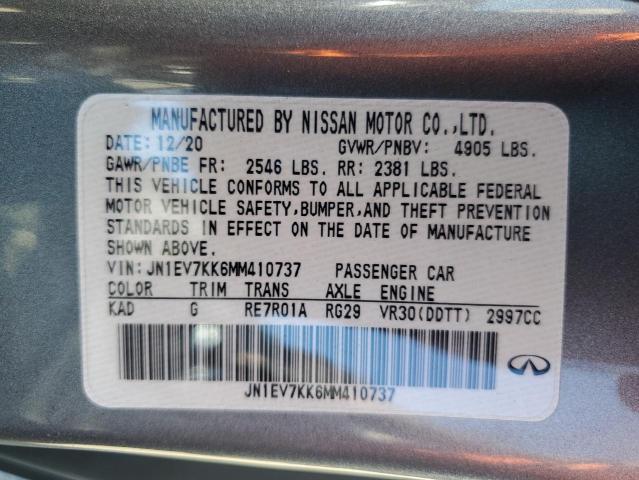 MANUFACTURED BY NISSAN MOTOR CO.,LTD.
DATE: 12/20 GVWR/PNBV: 4905 LBS.
GAWR/PNBE FR: 2546 LBS. RR: 2381 LBS.
THIS VEHICLE CONFORMS TO ALL APPLICABLE FEDERAL
MOTOR VEHICLE SAFETY,BUMPER,AND THEFT PREVENTION
STANDARDS IN EFFECT ON THE DATE OF MANUFACTURE
SHOWN ABOVE.
VIN: JN1EV7KK6MM410737 PASSENGER CAR
COLOR TRIM TRANS AXLE ENGINE
KAD G RE7R01A RG29 VR30(DDTT) 2997CC
JN1EV7KK6MM410737